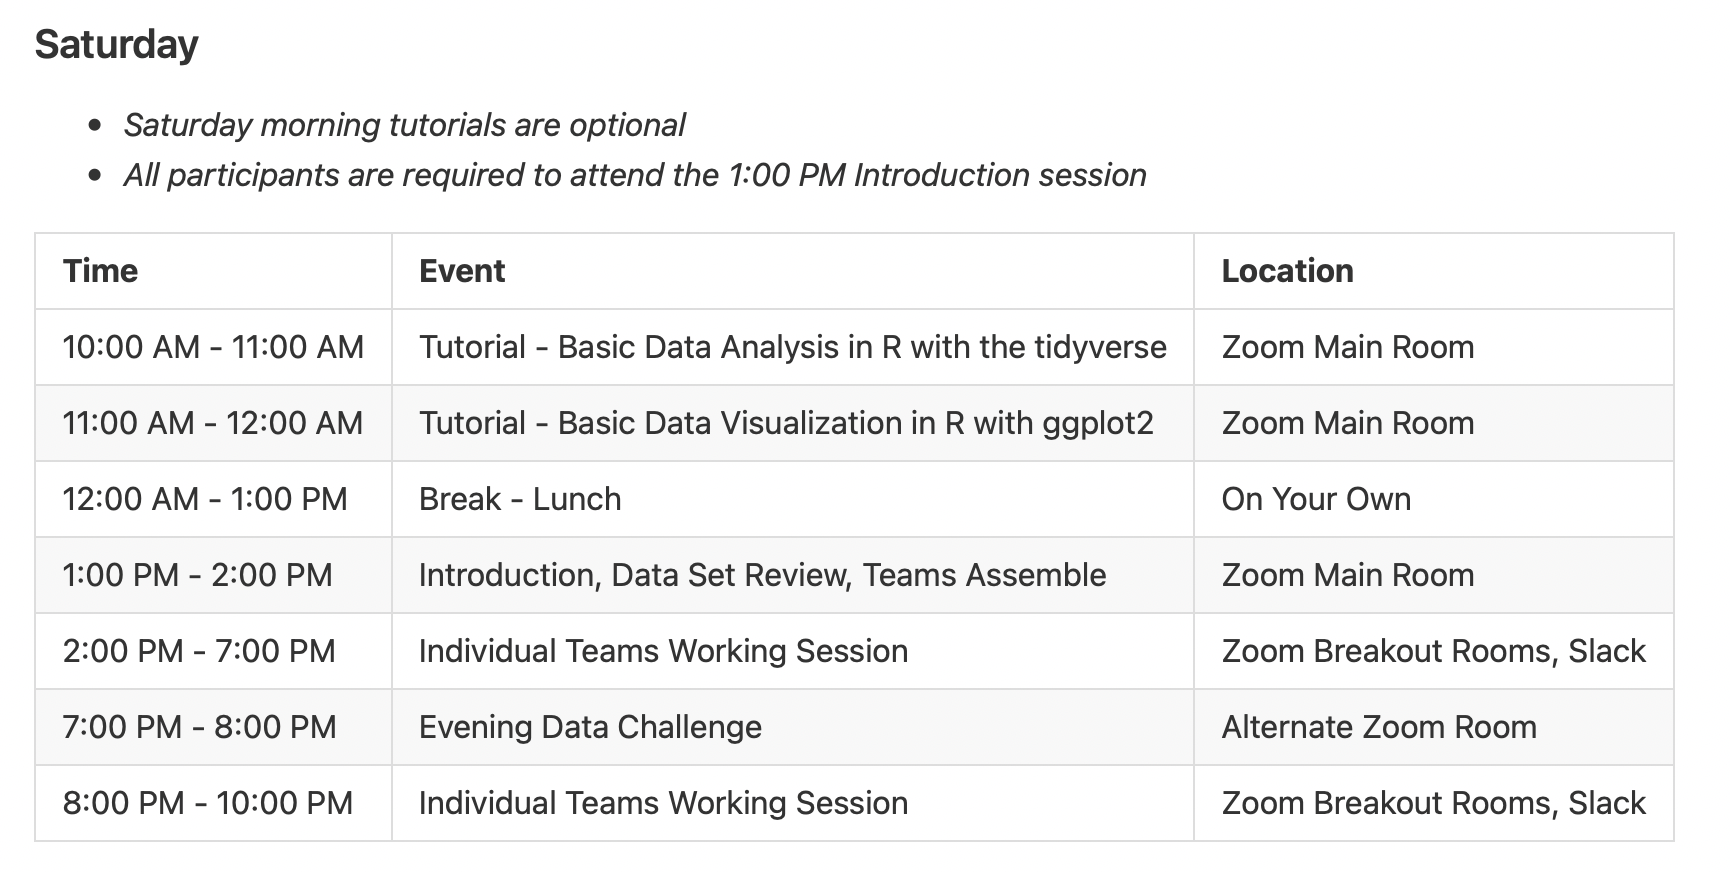 Saturday
• Saturday morning tutorials are optional
• All participants are required to attend the 1:00 PM Introduction session
Time Event Location
10:00 AM - 11:00 AM Tutorial - Basic Data Analysis in R with the tidyverse Zoom Main Room
11:00 AM - 12:00 AM Tutorial - Basic Data Visualization in R with ggplot2 Zoom Main Room
12:00 AM - 1:00 PM Break - Lunch On Your Own
1:00 PM - 2:00 PM Introduction, Data Set Review, Teams Assemble Zoom Main Room
2:00 PM - 7:00 PM Individual Teams Working Session Zoom Breakout Rooms, Slack
7:00 PM - 8:00 PM Evening Data Challenge Alternate Zoom Room
8:00 PM - 10:00 PM Individual Teams Working Session Zoom Breakout Rooms, Slack